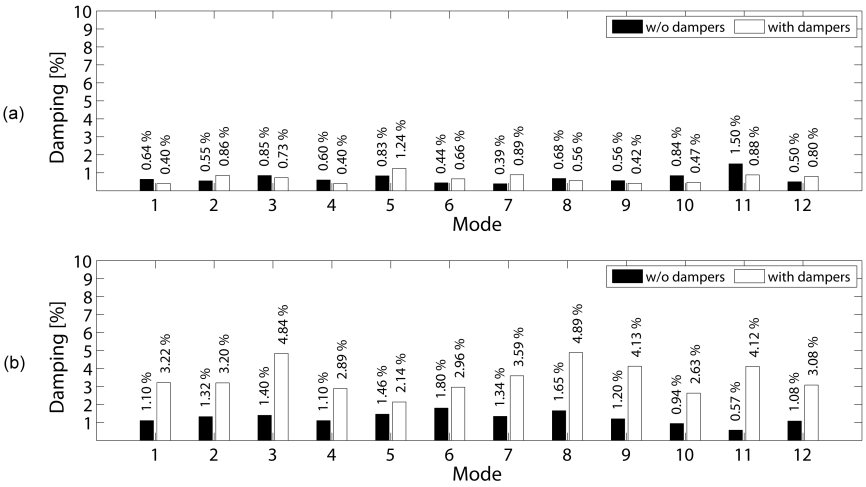 (a)
Damping [%]
10
9
8
7
6
5
4
3
2
1
w/o dampers with dampers
0.64 % 0.40 % 0.55 % 0.86 % 0.85 % 0.73 % 0.60 % 0.40 % 0.83 % 1.24 % 0.44 % 0.66 % 0.39 % 0.89 % 0.68 % 0.56 % 0.56 % 0.42 % 0.84 % 0.47 % 1.50 % 0.88 % 0.50 % 0.80 %
1 2 3 4 5 6 7 8 9 10 11 12
Mode
(b)
Damping [%]
10
9
8
7
6
5
4
3
2
1
w/o dampers with dampers
1.10 % 3.22 % 1.32 % 3.20 % 1.40 % 4.84 % 1.10 % 2.89 % 1.46 % 2.14 % 1.80 % 2.96 % 1.34 % 3.59 % 1.65 % 4.89 % 1.20 % 4.13 % 0.94 % 2.63 % 0.57 % 4.12 % 1.08 % 3.08 %
1 2 3 4 5 6 7 8 9 10 11 12
Mode